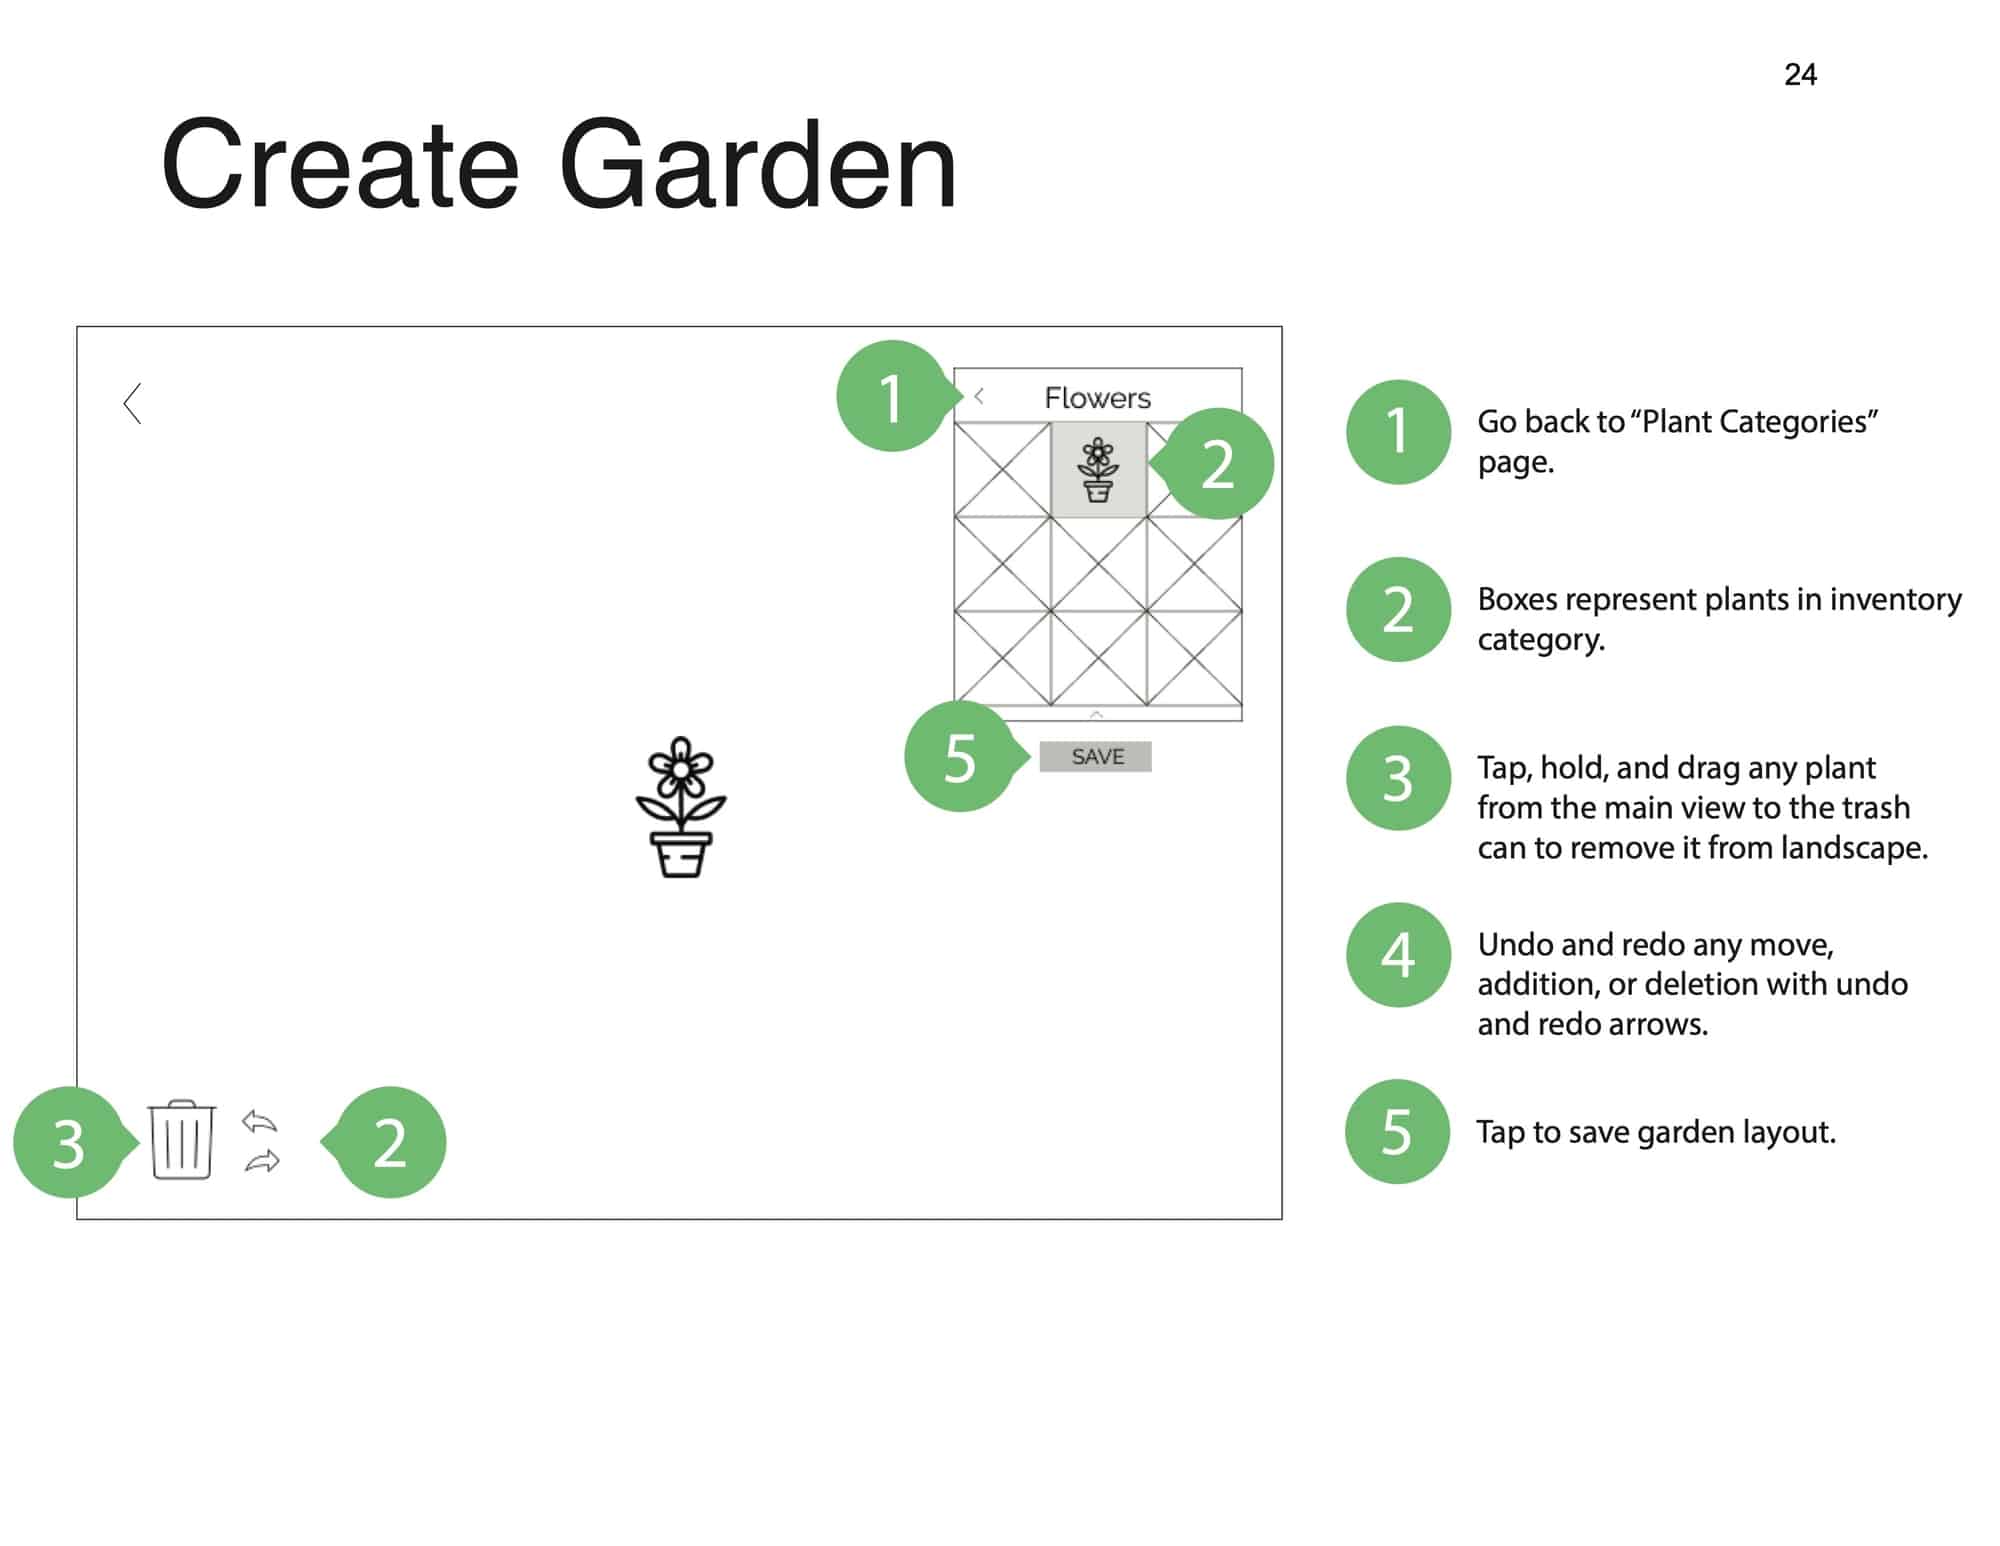 24
Create Garden
1
Flowers
2
5
SAVE
3
2
1
Go back to “Plant Categories”
page.
2
Boxes represent plants in inventory
category.
3
Tap, hold, and drag any plant
from the main view to the trash
can to remove it from landscape.
4
Undo and redo any move,
addition, or deletion with undo
and redo arrows.
5
Tap to save garden layout.